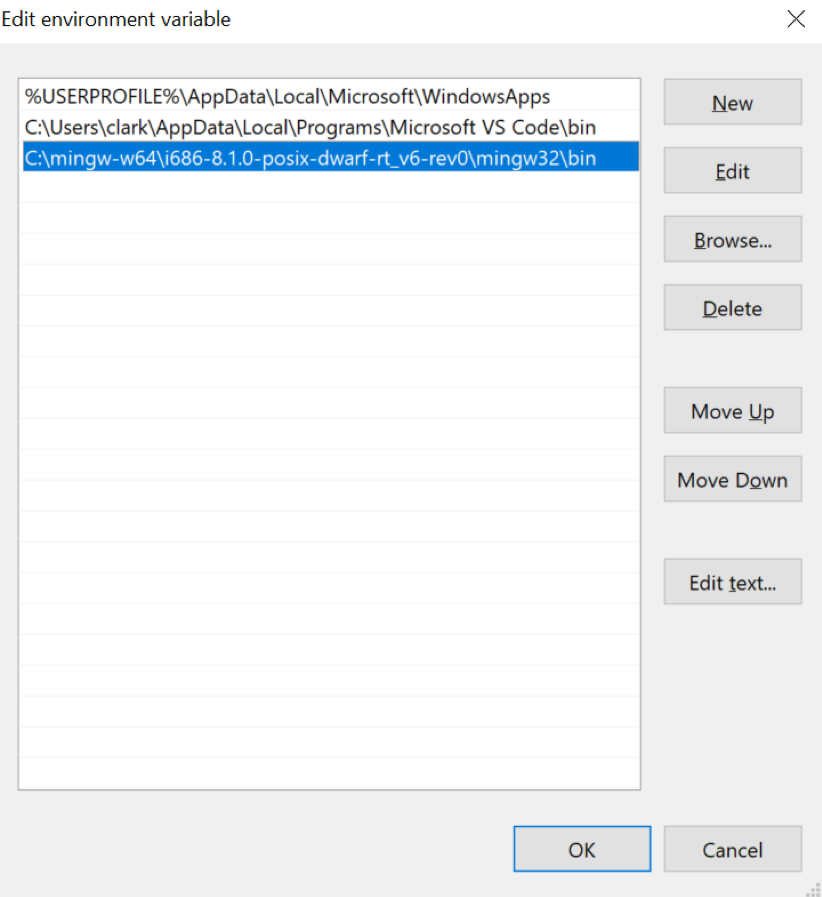 Edit environment variable
%USERPROFILE%\AppData\Local\Microsoft\WindowsApps
C:\Users\clark\AppData\Local\Programs\Microsoft VS Code\bin
C:\mingw-w64\i686-8.1.0-posix-dwarf-rt_v6-rev0\mingw32\bin
New
Edit
Browse...
Delete
Move Up
Move Down
Edit text...
OK
Cancel